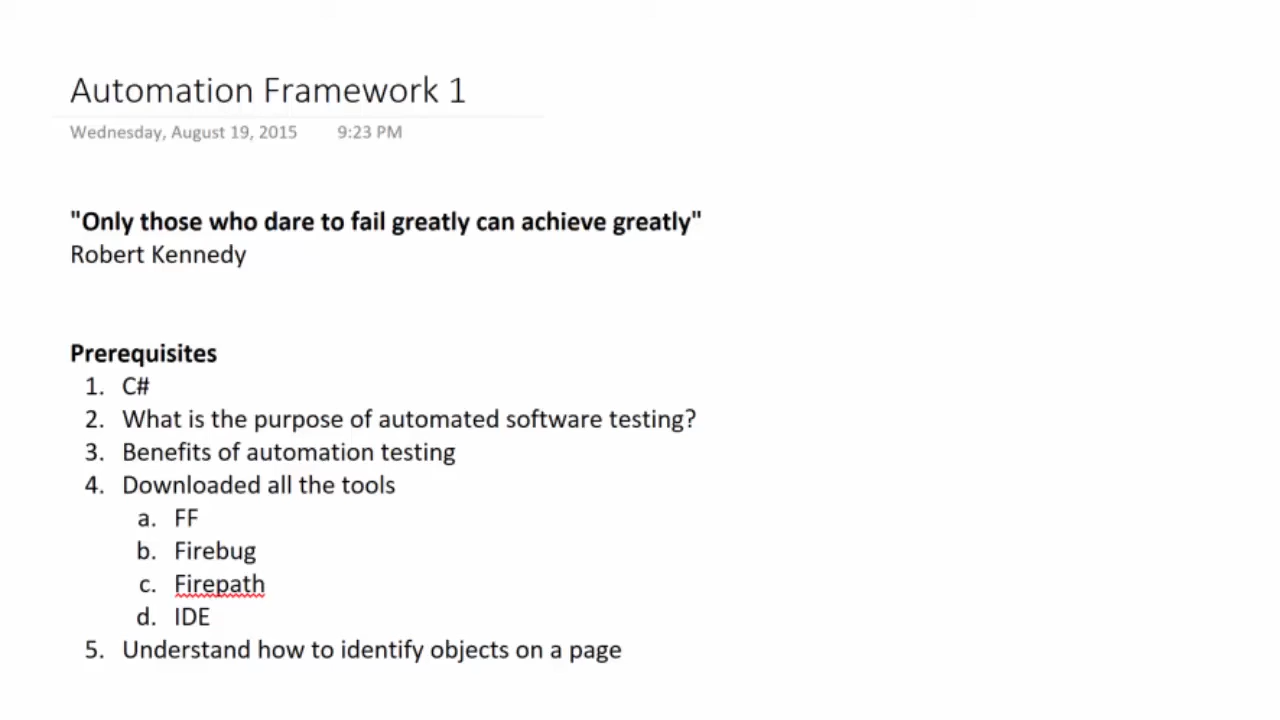 Automation Framework 1
Wednesday, August 19, 2015 9:23 PM
"Only those who dare to fail greatly can achieve greatly"
Robert Kennedy
Prerequisites
1. C#
2. What is the purpose of automated software testing?
3. Benefits of automation testing
4. Downloaded all the tools
a. FF
b. Firebug
c. Firepath
d. IDE
5. Understand how to identify objects on a page